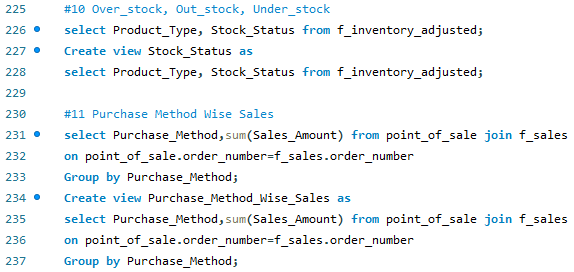 225 #10 Over_stock, Out_stock, Under_stock
226 select Product_Type, Stock_Status from f_inventory_adjusted;
227 Create view Stock_Status as
228 select Product_Type, Stock_Status from f_inventory_adjusted;
229
230 #11 Purchase Method Wise Sales
231 select Purchase_Method,sum(Sales_Amount) from point_of_sale join f_sales
232 on point_of_sale.order_number=f_sales.order_number
233 Group by Purchase_Method;
234 Create view Purchase_Method_Wise_Sales as
235 select Purchase_Method,sum(Sales_Amount) from point_of_sale join f_sales
236 on point_of_sale.order_number=f_sales.order_number
237 Group by Purchase_Method;